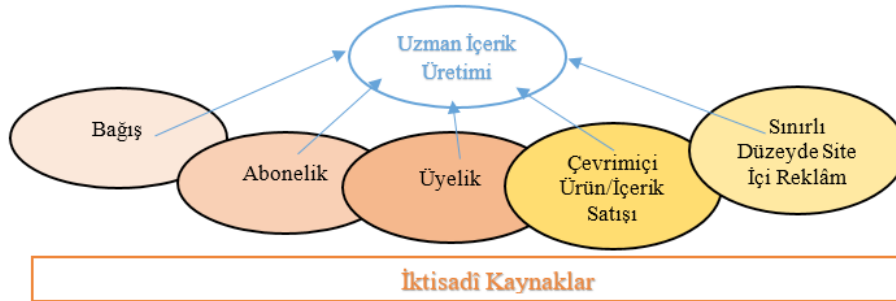 Uzman İçerik
Üretimi
Bağış
Abonelik
Üyelik
Çevrimiçi
Ürün/İçerik
Satışı
Sınırlı
Düzeyde Site
İçi Reklâm
İktisadî Kaynaklar